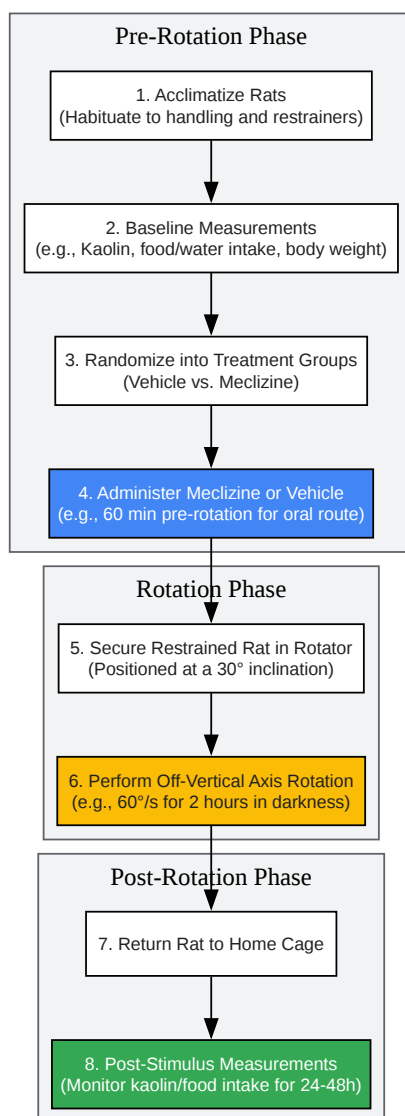 Pre-Rotation Phase
1. Acclimatize Rats
(Habituate to handling and restrainers)
2. Baseline Measurements
(e.g., Kaolin, food/water intake, body weight)
3. Randomize into Treatment Groups
(Vehicle vs. Meclizine)
4. Administer Meclizine or Vehicle
(e.g., 60 min pre-rotation for oral route)
Rotation Phase
5. Secure Restrained Rat in Rotator
(Positioned at a 30° inclination)
6. Perform Off-Vertical Axis Rotation
(e.g., 60°/s for 2 hours in darkness)
Post-Rotation Phase
7. Return Rat to Home Cage
8. Post-Stimulus Measurements
(Monitor kaolin/food intake for 24-48h)